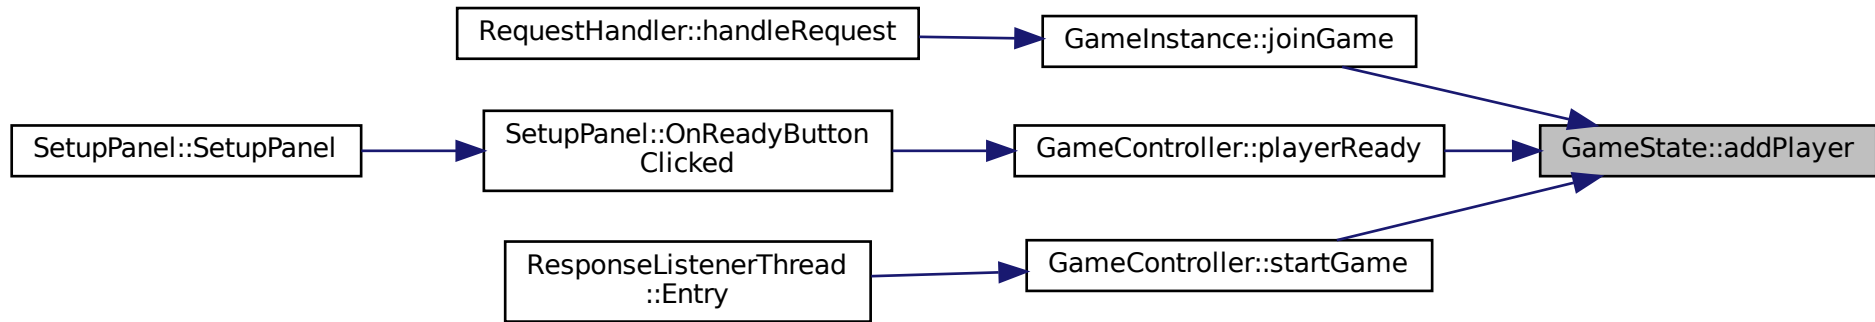 RequestHandler::handleRequest
GameInstance::joinGame
SetupPanel::SetupPanel
SetupPanel::OnReadyButton
Clicked
GameController::playerReady
GameState::addPlayer
ResponseListenerThread
::Entry
GameController::startGame